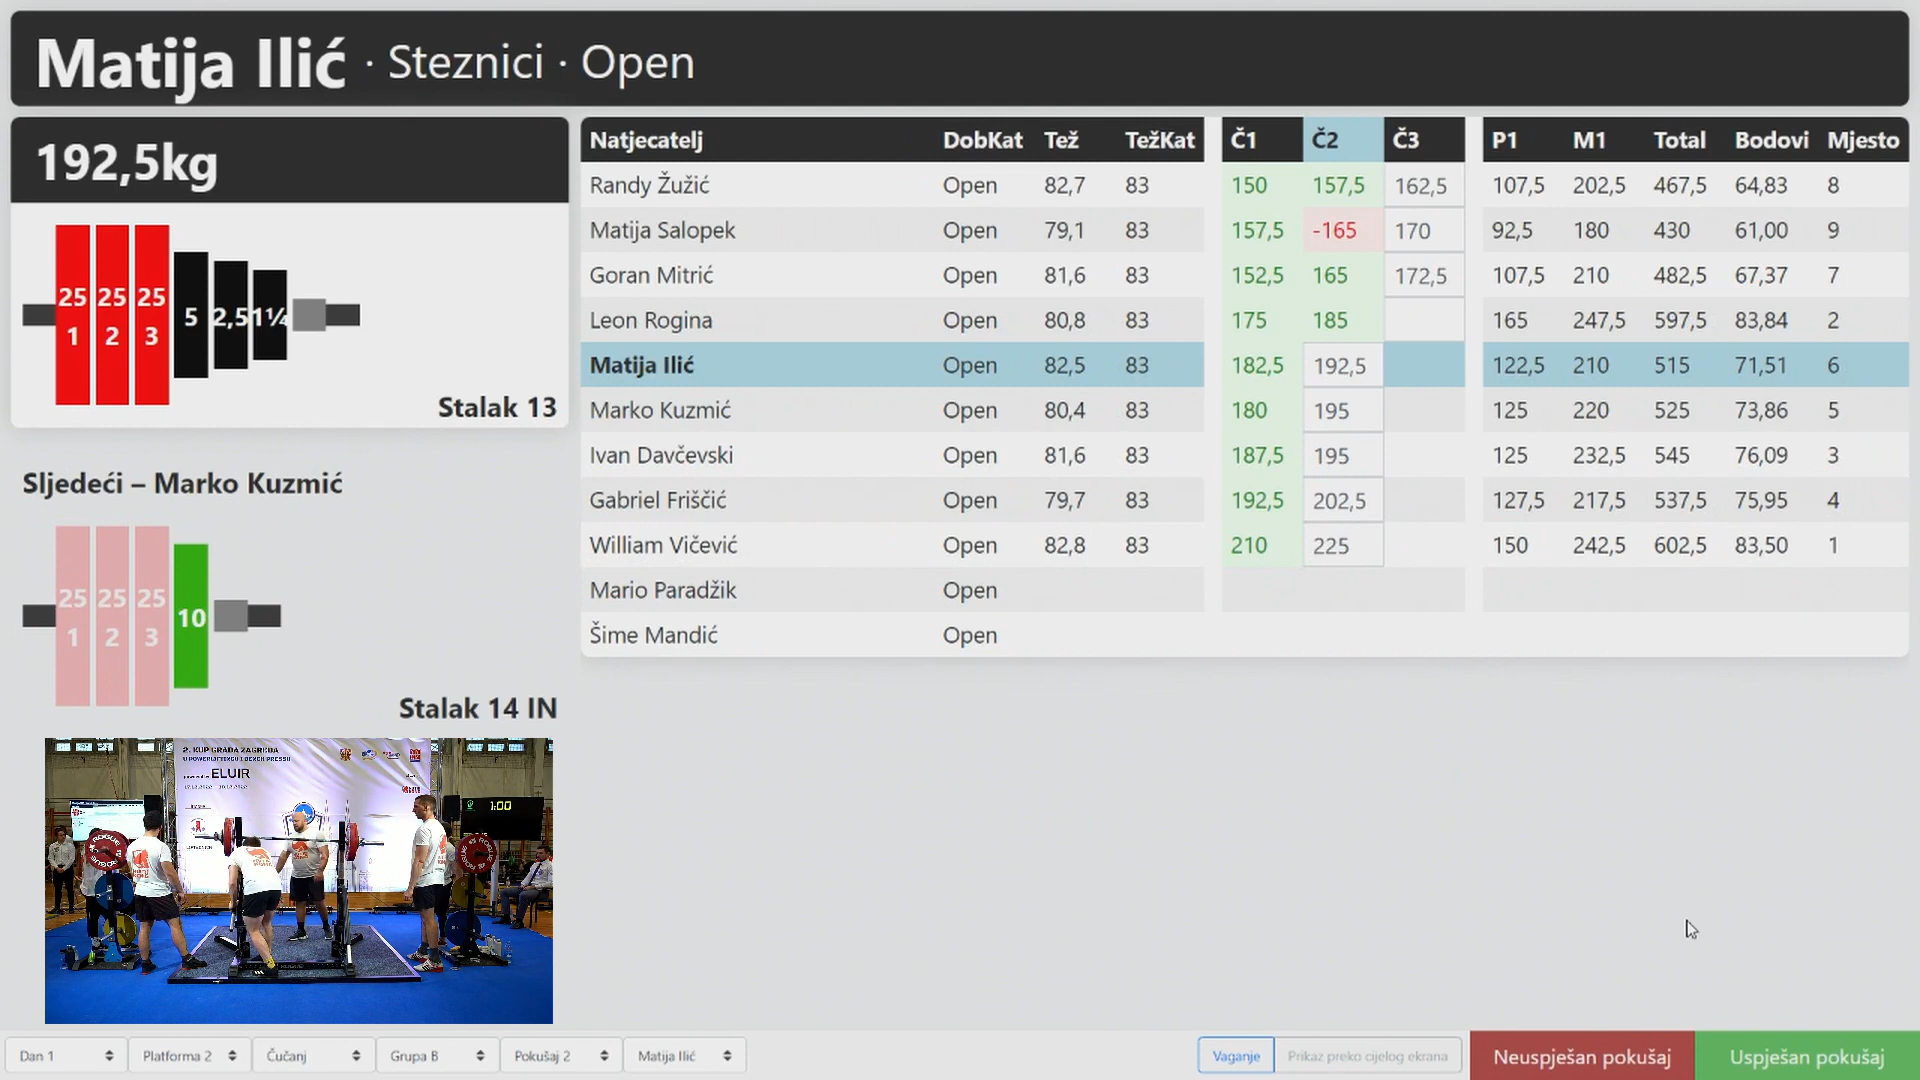 Matija Ilić · Steznici · Open
192,5kg
25 25 25 5 2,5 1¼
1 2 3
Stalak 13
Sljedeći – Marko Kuzmić
25 25 25 10
1 2 3
Stalak 14 IN
Natjecatelj DobKat Tež TežKat Č1 Č2 Č3 P1 M1 Total Bodovi Mjesto
Randy Žužić Open 82,7 83 150 157,5 162,5 107,5 202,5 467,5 64,83 8
Matija Salopek Open 79,1 83 157,5 -165 170 92,5 180 430 61,00 9
Goran Mitrić Open 81,6 83 152,5 165 172,5 107,5 210 482,5 67,37 7
Leon Rogina Open 80,8 83 175 185 165 247,5 597,5 83,84 2
Matija Ilić Open 82,5 83 182,5 192,5 122,5 210 515 71,51 6
Marko Kuzmić Open 80,4 83 180 195 125 220 525 73,86 5
Ivan Davčevski Open 81,6 83 187,5 195 125 232,5 545 76,09 3
Gabriel Friščić Open 79,7 83 192,5 202,5 127,5 217,5 537,5 75,95 4
William Vičević Open 82,8 83 210 225 150 242,5 602,5 83,50 1
Mario Paradžik Open
Šime Mandić Open
2. KUP GRADA ZAGREBA
U POWERLIFTINGU I BENCH PRESSU
ELUIR
1:00
ROGUE
ROGUE
Dan 1 Platforma 2 Čučanj Grupa B Pokušaj 2 Matija Ilić Vaganje Prikaz preko cijelog ekrana Neuspješan pokušaj Uspješan pokušaj